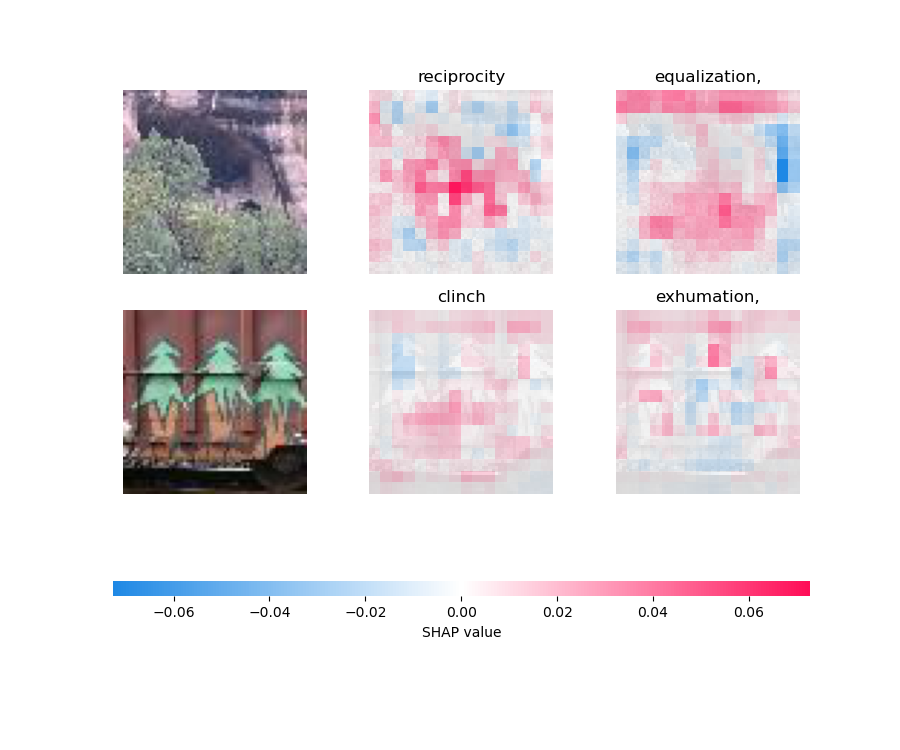 reciprocity
equalization,
clinch
exhumation,
−0.06
−0.04
−0.02
0.00
0.02
0.04
0.06
SHAP value